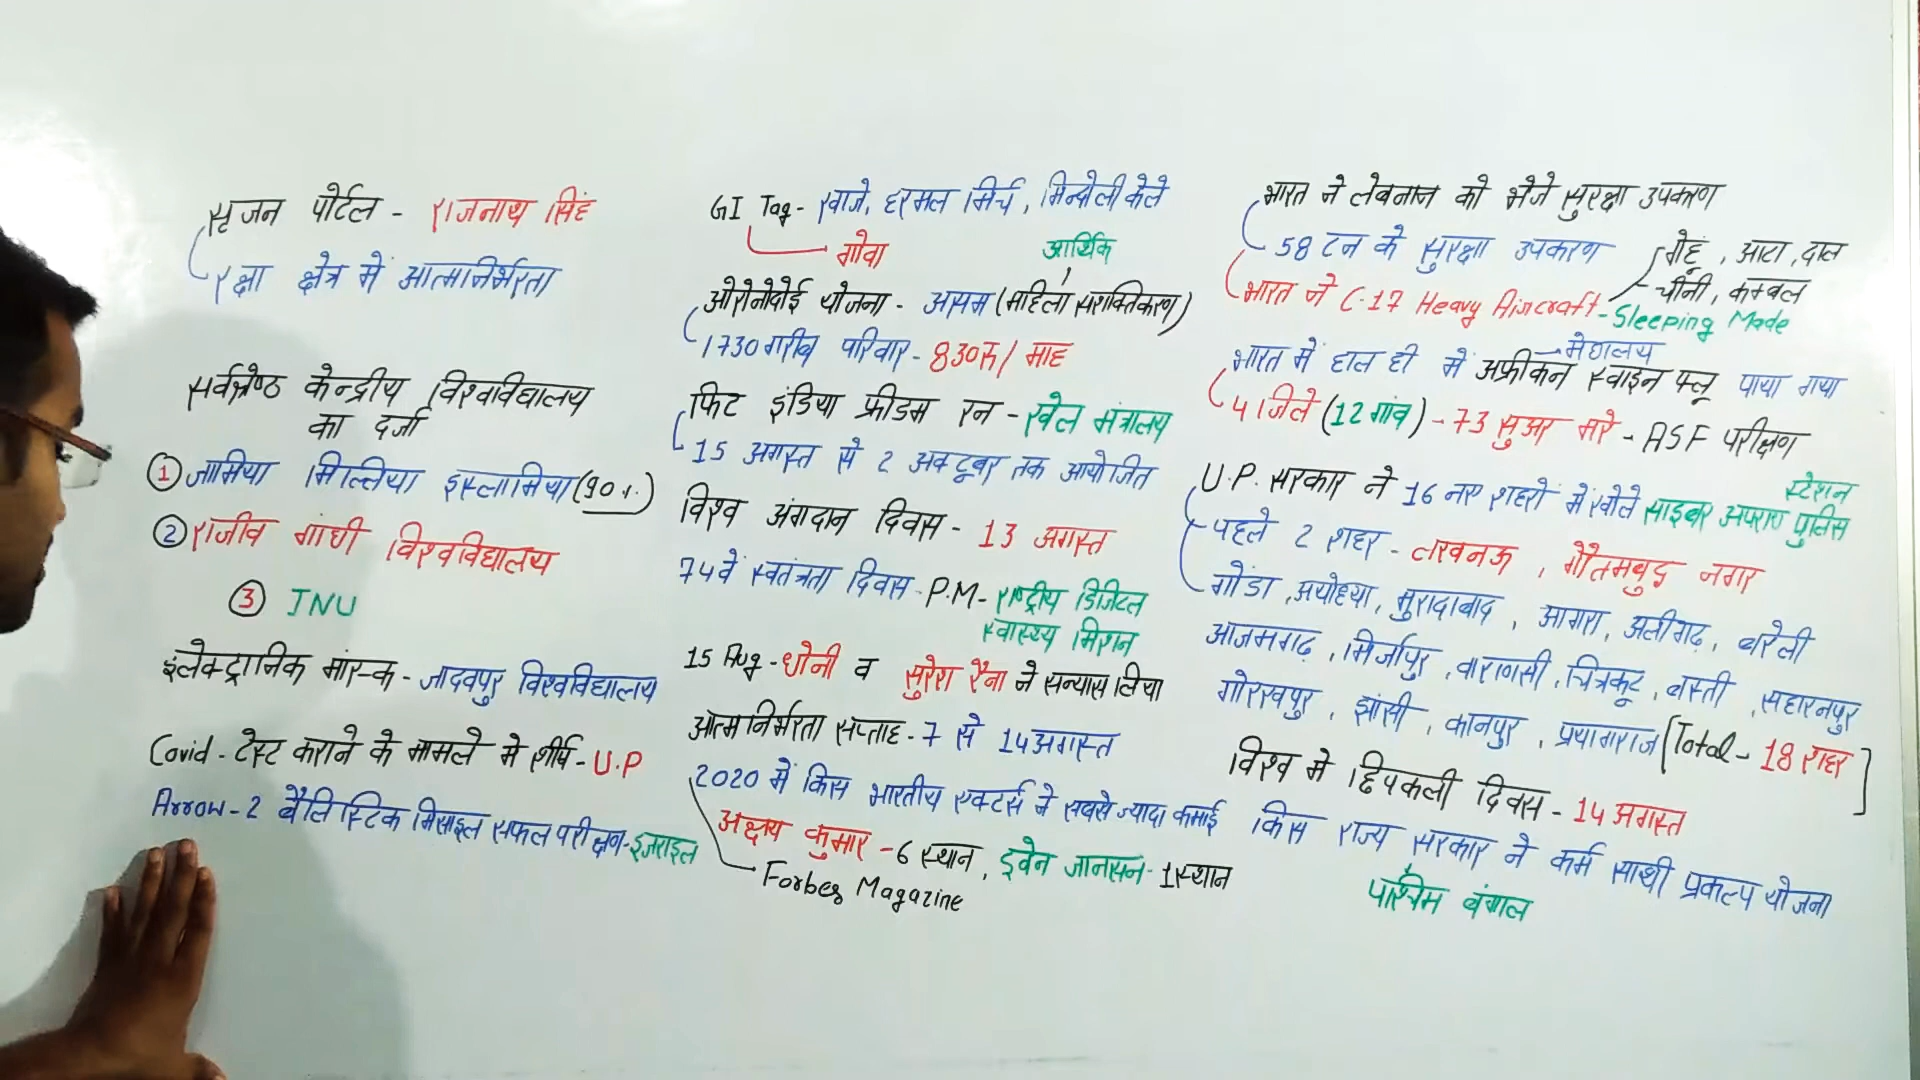 सृजन पोर्टल - राजनाथ सिंह
रक्षा क्षेत्र में आत्मनिर्भरता
सर्वश्रेष्ठ केन्द्रीय विश्वविद्यालय
का दर्जा
① जामिया मिल्लिया इस्लामिया (90%)
② राजीव गांधी विश्वविद्यालय
③ JNU
इलेक्ट्रानिक मास्क - जादवपुर विश्वविद्यालय
Covid - टेस्ट कराने के मामले मे शीर्ष - U.P
Arrow - 2 बैलिस्टिक मिसाइल सफल परीक्षण - इजराइल
GI Tag - खाजे, हरमल मिर्च, मिन्डोली केले
गोवा
आर्थिक
ओरोनोदोई योजना - असम (महिला सशक्तिकरण)
1730 गरीब परिवार - 830रु / माह
फिट इंडिया फ्रीडम रन - खेल मंत्रालय
15 अगस्त से 2 अक्टूबर तक आयोजित
विश्व अंगदान दिवस - 13 अगस्त
74वें स्वतंत्रता दिवस - P.M - राष्ट्रीय डिजिटल
स्वास्थ्य मिशन
15 Aug - धोनी व सुरेश रैना ने सन्यास लिया
आत्मनिर्भरता सप्ताह - 7 से 14 अगस्त
2020 में किस भारतीय एक्टर्स ने सबसे ज्यादा कमाई
अक्षय कुमार - 6 स्थान, ड्वेन जानसन - 1 स्थान
Forbes Magazine
भारत ने लेबनान को भेजे सुरक्षा उपकरण
58 टन के सुरक्षा उपकरण
गेहूं, आटा, दाल
चीनी, कम्बल
भारत ने C-17 Heavy Aircraft - Sleeping Made
मेघालय
भारत में हाल ही में अफ्रीकन स्वाइन फ्लू पाया गया
4 जिले (12 गांव) - 73 सुअर मरे - ASF परीक्षण
U.P. सरकार ने 16 नए शहरों में खोले साइबर अपराध पुलिस
स्टेशन
पहले 2 शहर - लखनऊ, गौतमबुद्ध नगर
गोंडा, अयोध्या, मुरादाबाद, आगरा, अलीगढ़, बरेली
आजमगढ़, मिर्जापुर, वाराणसी, चित्रकूट, बस्ती, सहारनपुर
गोरखपुर, झांसी, कानपुर, प्रयागराज [Total - 18 शहर]
विश्व मे छिपकली दिवस - 14 अगस्त
किस राज्य सरकार ने कर्म साथी प्रकल्प योजना
पश्चिम बंगाल